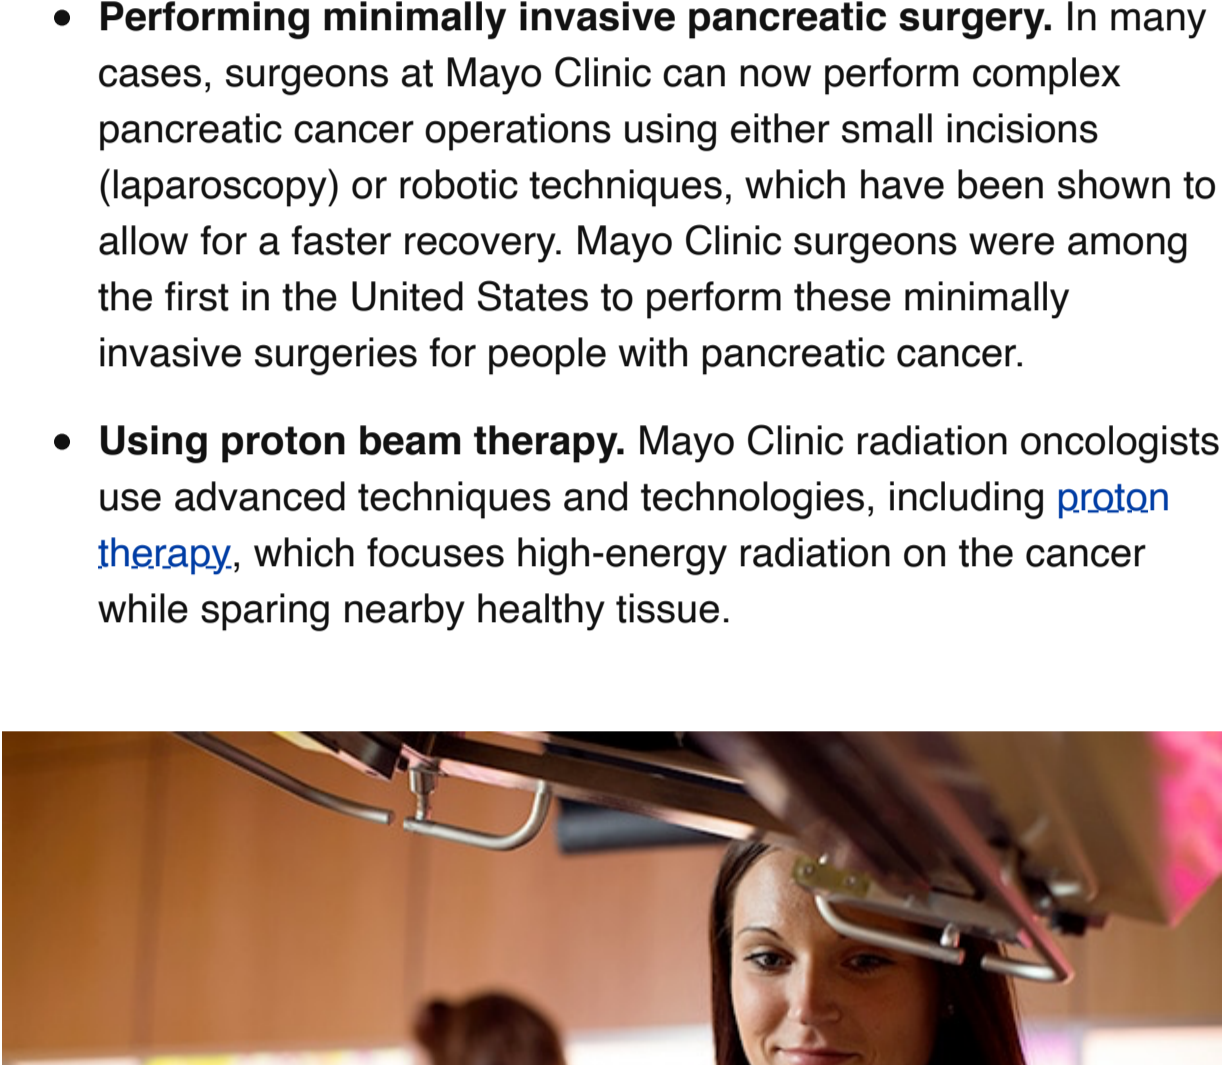 Performing minimally invasive pancreatic surgery. In many
cases, surgeons at Mayo Clinic can now perform complex
pancreatic cancer operations using either small incisions
(laparoscopy) or robotic techniques, which have been shown to
allow for a faster recovery. Mayo Clinic surgeons were among
the first in the United States to perform these minimally
invasive surgeries for people with pancreatic cancer.
Using proton beam therapy. Mayo Clinic radiation oncologists
use advanced techniques and technologies, including proton
therapy, which focuses high-energy radiation on the cancer
while sparing nearby healthy tissue.